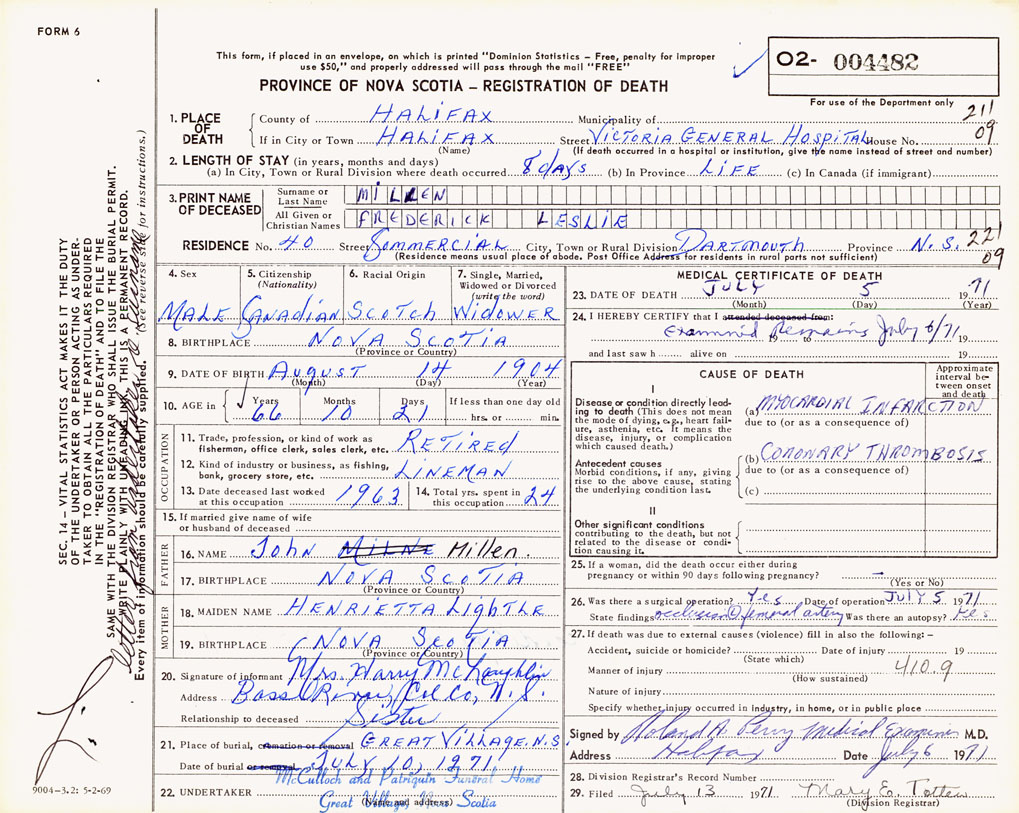 FORM 6
This form, if placed in an envelope, on which is printed "Dominion Statistics – Free, penalty for improper
use $50," and properly addressed will pass through the mail "FREE"
PROVINCE OF NOVA SCOTIA – REGISTRATION OF DEATH
O2- 004482
For use of the Department only
211
09
1. PLACE OF DEATH
County of HALIFAX Municipality of
If in City or Town HALIFAX Street VICTORIA GENERAL HOSPITAL House No.
(Name) (If death occurred in a hospital or institution, give the name instead of street and number)
2. LENGTH OF STAY (in years, months and days)
(a) In City, Town or Rural Division where death occurred 8 days (b) In Province LIFE (c) In Canada (if immigrant)
3. PRINT NAME OF DECEASED
Surname or Last Name MILLEN
All Given or Christian Names FREDERICK LESLIE
RESIDENCE No. 40 Street COMMERCIAL City, Town or Rural Division DARTMOUTH Province N.S. 221
09
(Residence means usual place of abode. Post Office Address for residents in rural parts not sufficient)
4. Sex
MALE
5. Citizenship
(Nationality)
CANADIAN
6. Racial Origin
SCOTCH
7. Single, Married,
Widowed or Divorced
(write the word)
WIDOWER
8. BIRTHPLACE NOVA SCOTIA
(Province or Country)
9. DATE OF BIRTH AUGUST 14 1904
(Month) (Day) (Year)
10. AGE in Years Months Days If less than one day old
66 10 21 hrs. or min.
OCCUPATION
11. Trade, profession, or kind of work as
fisherman, office clerk, sales clerk, etc. RETIRED
12. Kind of industry or business, as fishing,
bank, grocery store, etc. LINEMAN
13. Date deceased last worked
at this occupation 1963
14. Total yrs. spent in
this occupation 24
15. If married give name of wife
or husband of deceased
FATHER
16. NAME John MILNE Millen.
17. BIRTHPLACE NOVA SCOTIA
(Province or Country)
MOTHER
18. MAIDEN NAME HENRIETTA LIGHTLE
19. BIRTHPLACE NOVA SCOTIA
(Province or Country)
20. Signature of informant Mrs. Harry McLaughlin
Address Bass River, Col Co, N.S.
Relationship to deceased Sister
21. Place of burial, cremation or removal GREAT VILLAGE. N.S.
Date of burial or removal JULY 10, 1971
McCulloch and Patriquin Funeral Home
22. UNDERTAKER Great Village, Nova Scotia
(Name and address)
MEDICAL CERTIFICATE OF DEATH
23. DATE OF DEATH JULY 5 1971
(Month) (Day) (Year)
24. I HEREBY CERTIFY that I attended deceased from:
Examined Remains July 6/71
19 to 19
and last saw h alive on 19
CAUSE OF DEATH
Approximate
interval be-
tween onset
and death
I
Disease or condition directly lead-
ing to death (This does not mean
the mode of dying, e.g., heart fail-
ure, asthenia, etc. It means the
disease, injury, or complication
which caused death.)
(a) MYOCARDIAL INFARCTION
due to (or as a consequence of)
Antecedent causes
Morbid conditions, if any, giving
rise to the above cause, stating
the underlying condition last.
(b) CORONARY THROMBOSIS
due to (or as a consequence of)
(c)
II
Other significant conditions
contributing to the death, but not
related to the disease or condi-
tion causing it.
25. If a woman, did the death occur either during
pregnancy or within 90 days following pregnancy? –
(Yes or No)
26. Was there a surgical operation? Yes Date of operation JULY 5 1971
State findings occlusion femoral artery Was there an autopsy? yes
27. If death was due to external causes (violence) fill in also the following: –
Accident, suicide or homicide? Date of injury 19
(State which)
Manner of injury 410.9
(How sustained)
Nature of injury
Specify whether injury occurred in industry, in home, or in public place
Signed by Roland A. Perry Medical Examiner M.D.
Address Halifax Date July 6 1971
28. Division Registrar's Record Number
29. Filed July 13 1971 Mary E. Totten
(Division Registrar)
SEC. 14 – VITAL STATISTICS ACT MAKES IT THE DUTY
OF THE UNDERTAKER OR PERSON ACTING AS UNDER-
TAKER TO OBTAIN ALL THE PARTICULARS REQUIRED
IN THE "REGISTRATION OF DEATH" AND TO FILE THE
SAME WITH THE DIVISION REGISTRAR WHO SHALL ISSUE THE BURIAL PERMIT.
WRITE PLAINLY WITH UNFADING INK THIS IS A PERMANENT RECORD.
Every item of information should be carefully supplied. (See reverse side for instructions.)
letter from undertaker
9004-3.2: 5-2-69